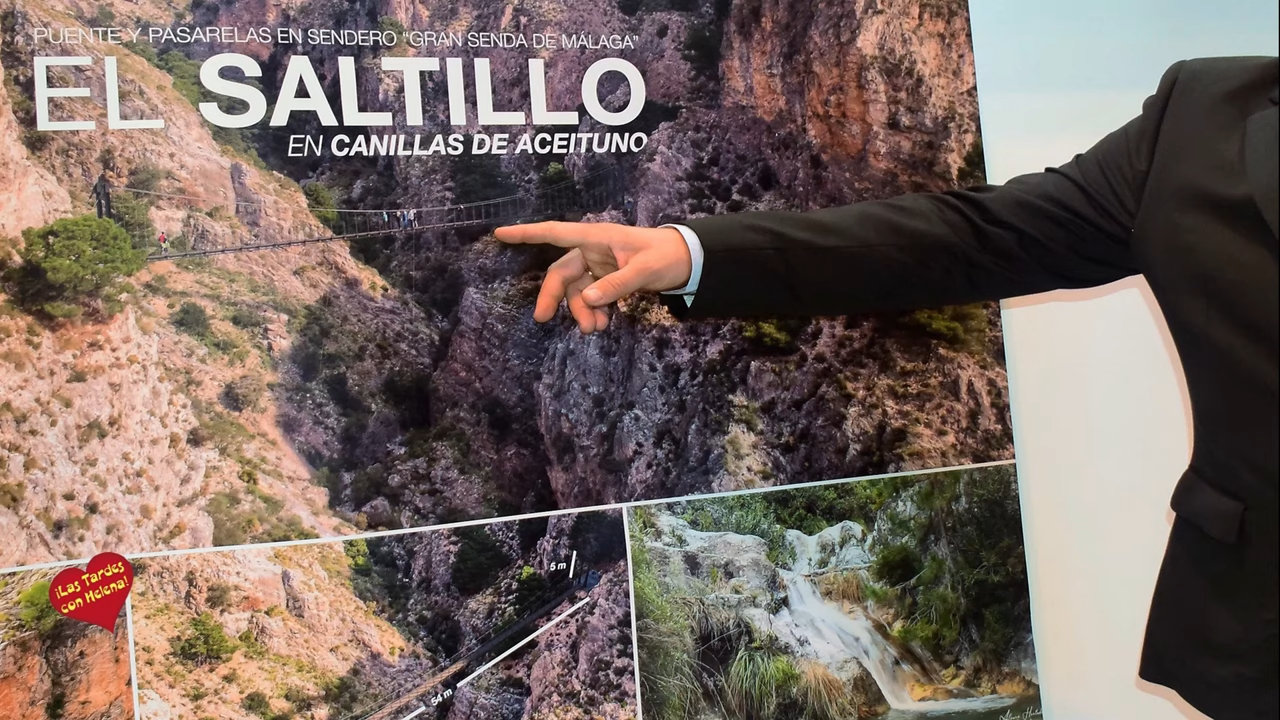 PUENTE Y PASARELAS EN SENDERO “GRAN SENDA DE MÁLAGA”
EL SALTILLO
EN CANILLAS DE ACEITUNO
5 m
54 m
¡Las Tardes
con Helena!